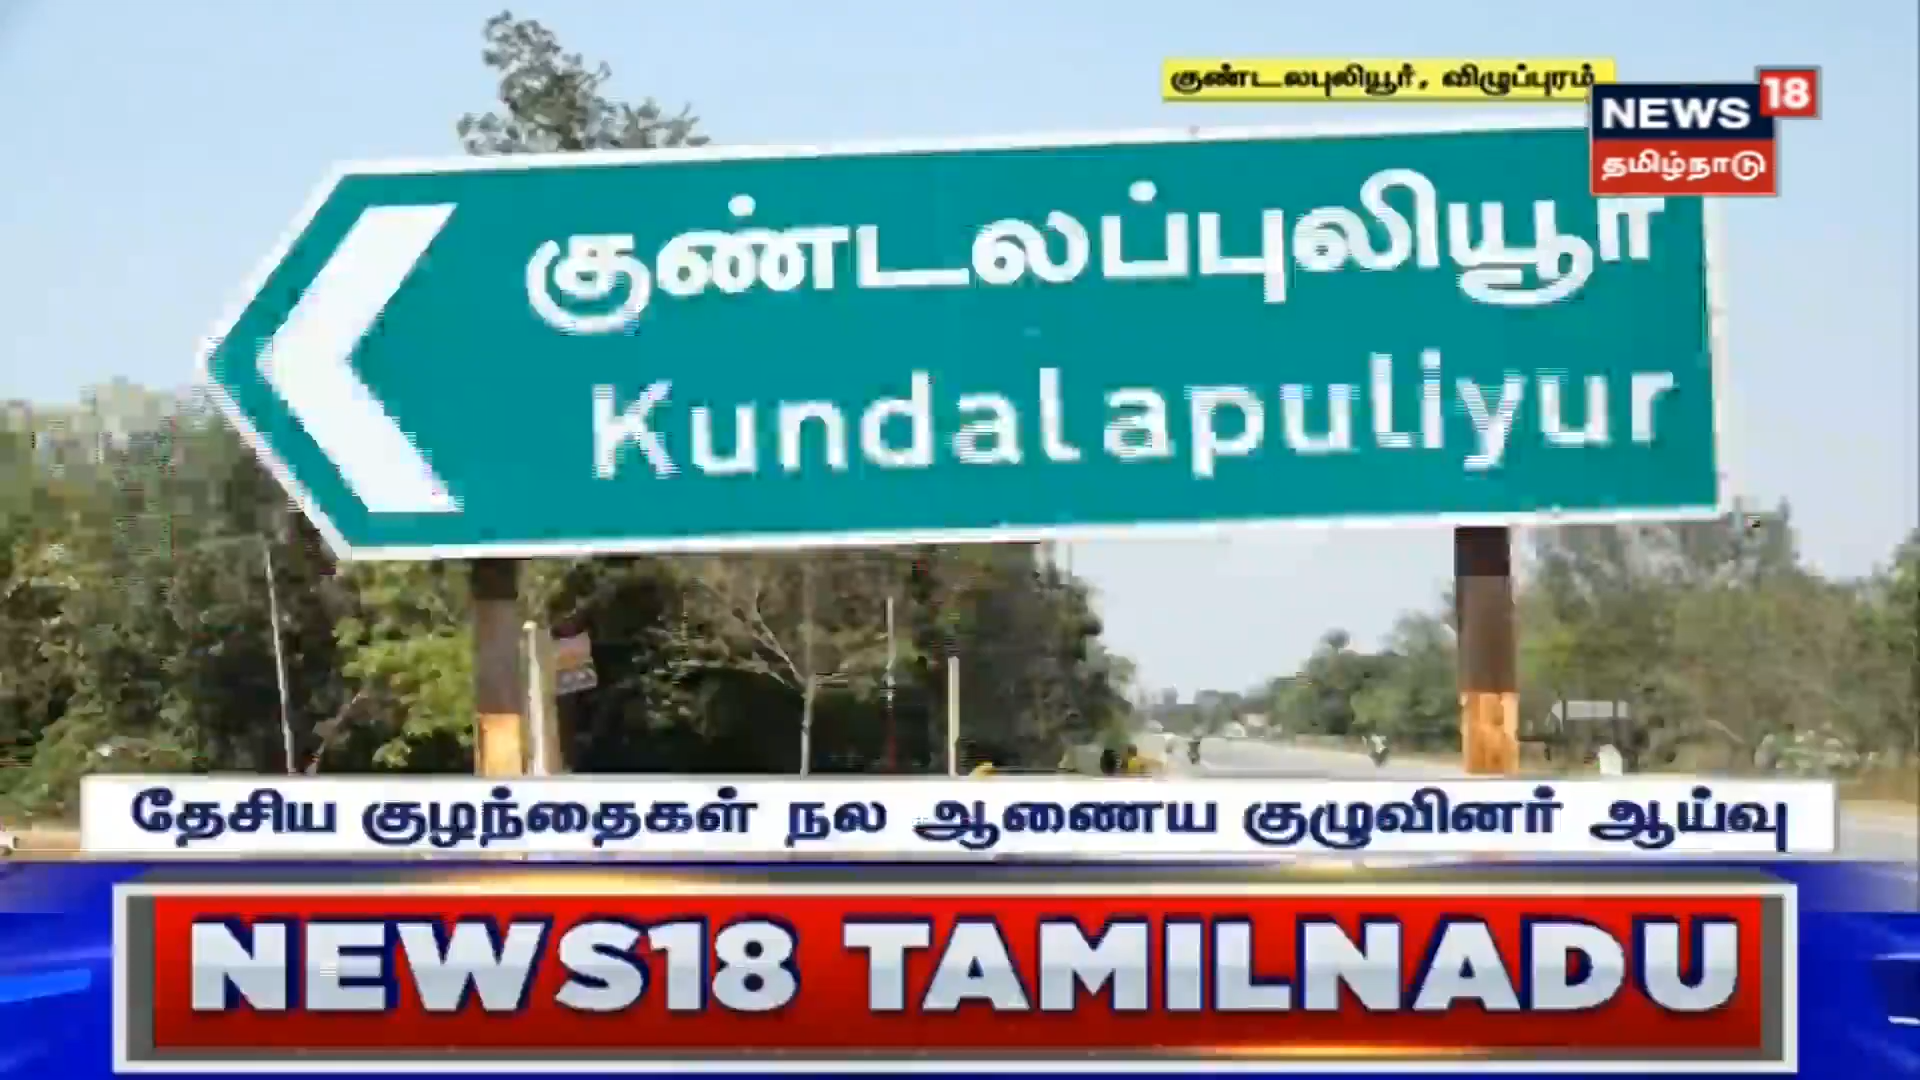 குண்டலபுலியூர், விழுப்புரம்
NEWS 18
தமிழ்நாடு
குண்டலப்புலியூர்
Kundalapuliyur
தேசிய குழந்தைகள் நல ஆணைய குழுவினர் ஆய்வு
NEWS18 TAMILNADU